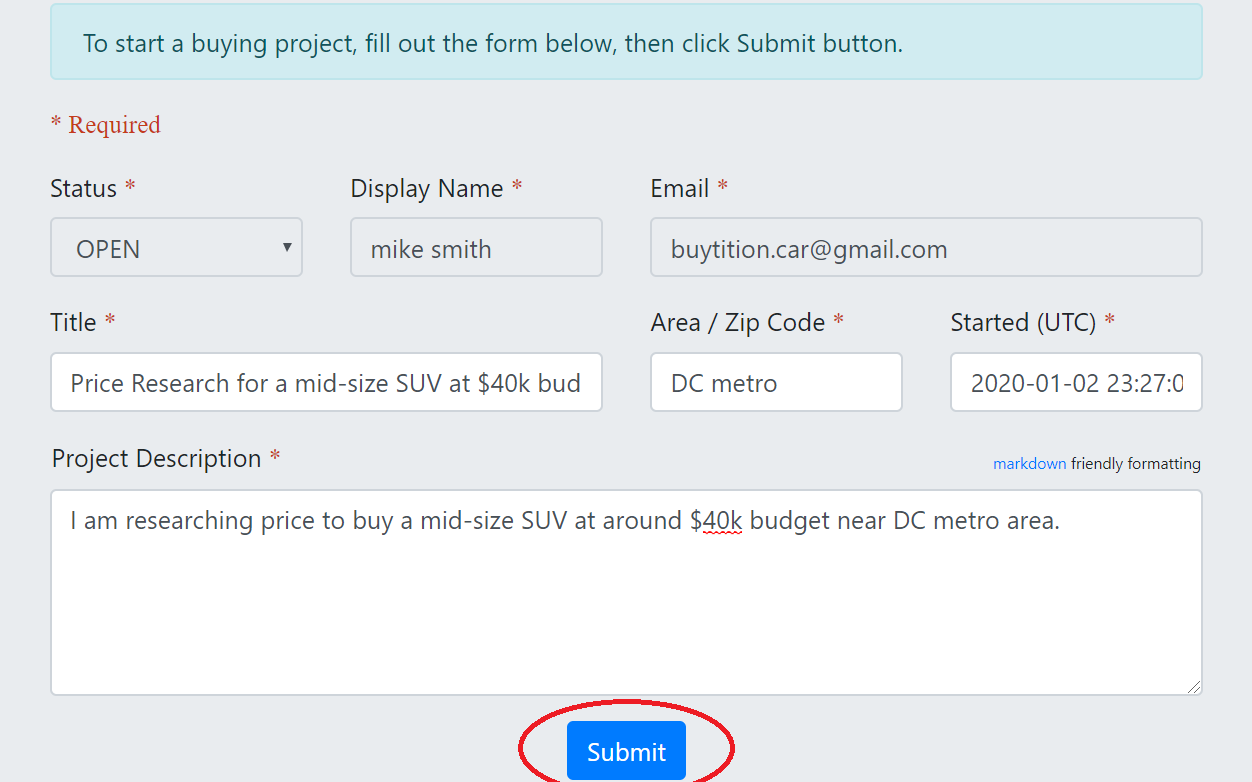 To start a buying project, fill out the form below, then click Submit button.
* Required
Status * Display Name * Email *
OPEN mike smith buytition.car@gmail.com
Title * Area / Zip Code * Started (UTC) *
Price Research for a mid-size SUV at $40k bud DC metro 2020-01-02 23:27:0
Project Description * markdown friendly formatting
I am researching price to buy a mid-size SUV at around $40k budget near DC metro area.
Submit